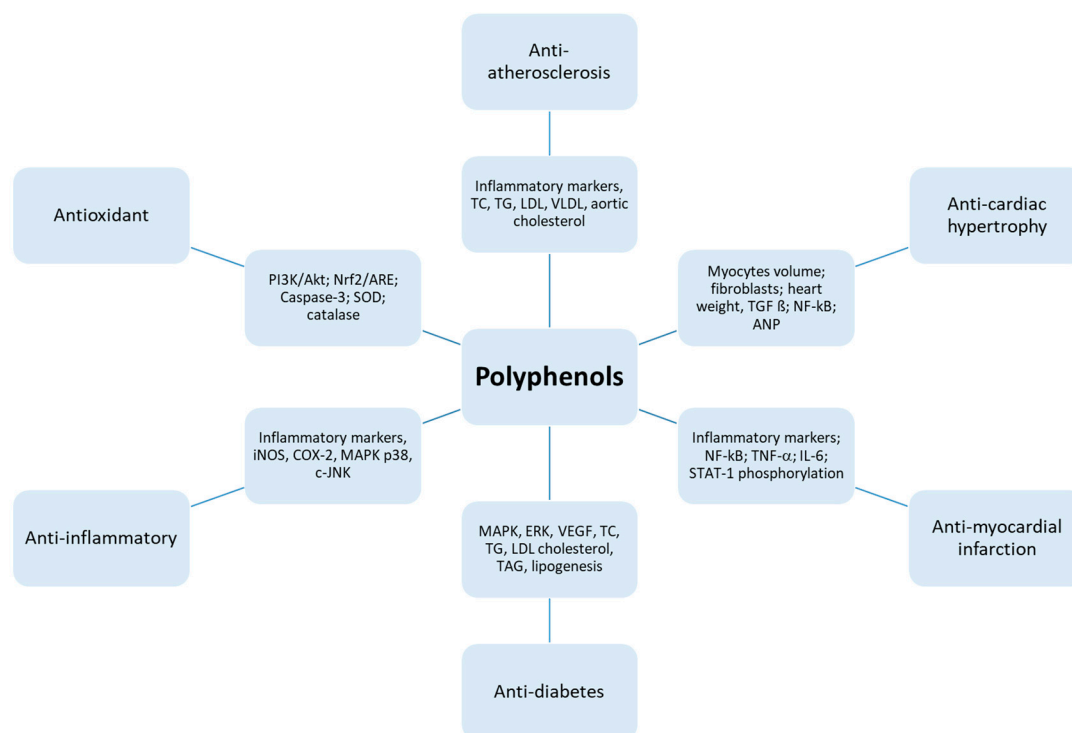 Anti-
atherosclerosis
Inflammatory markers,
TC, TG, LDL, VLDL, aortic
cholesterol
Antioxidant
PI3K/Akt; Nrf2/ARE;
Caspase-3; SOD;
catalase
Anti-cardiac
hypertrophy
Myocytes volume;
fibroblasts; heart
weight, TGF ß; NF-kB;
ANP
Polyphenols
Inflammatory markers,
iNOS, COX-2, MAPK p38,
c-JNK
Anti-inflammatory
Inflammatory markers;
NF-kB; TNF-α; IL-6;
STAT-1 phosphorylation
Anti-myocardial
infarction
MAPK, ERK, VEGF, TC,
TG, LDL cholesterol,
TAG, lipogenesis
Anti-diabetes